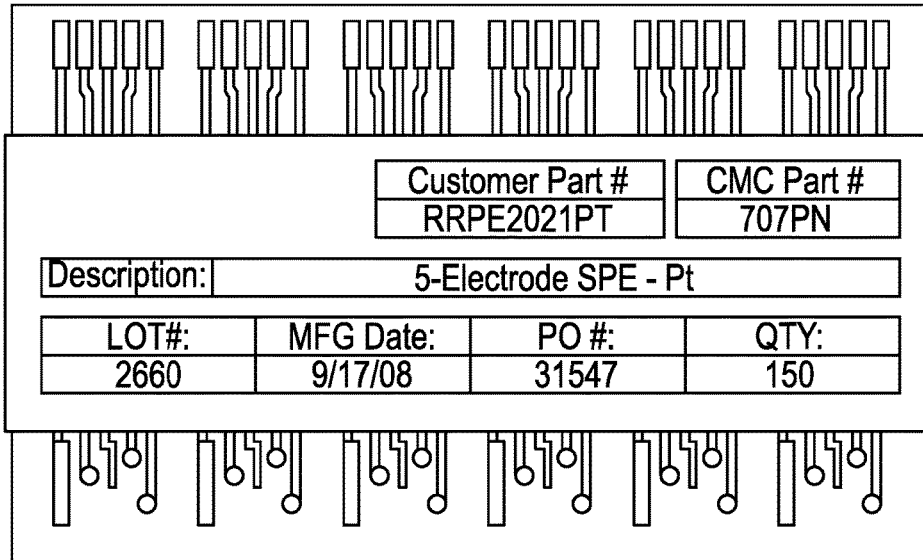 Customer Part # CMC Part #
RRPE2021PT 707PN
Description: 5-Electrode SPE - Pt
LOT#: MFG Date: PO #: QTY:
2660 9/17/08 31547 150